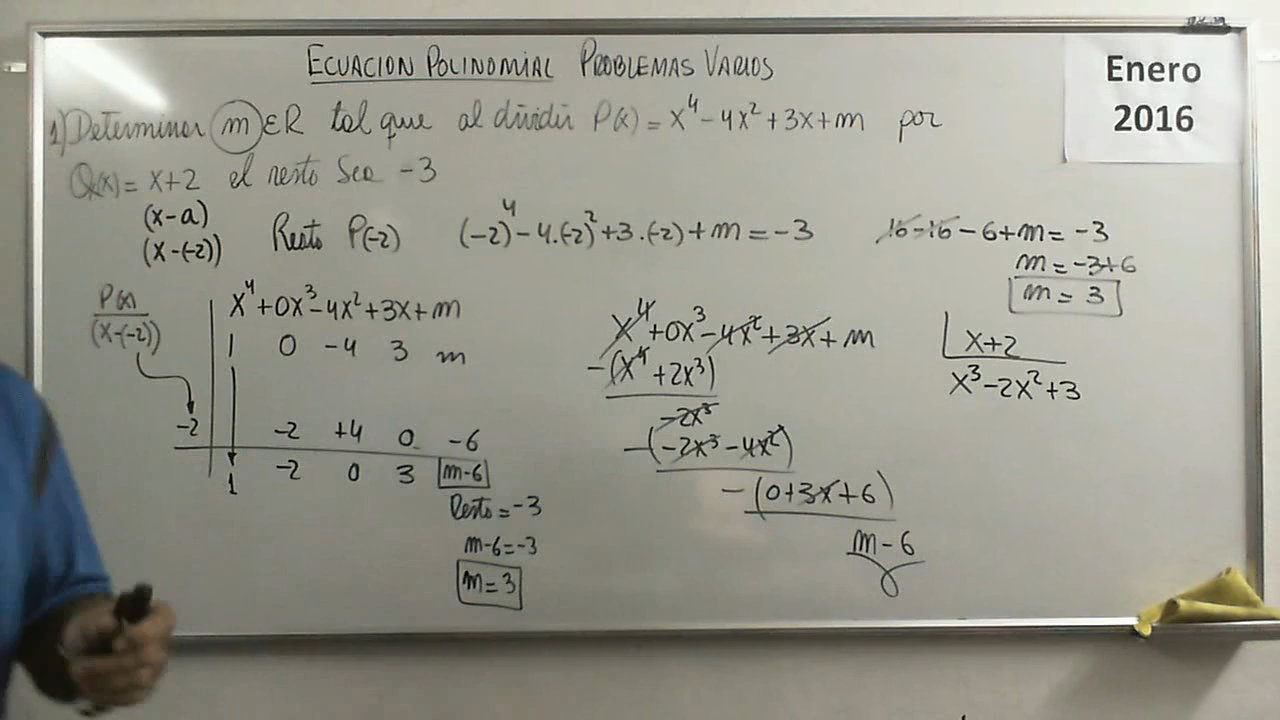 ECUACION POLINOMIAL PROBLEMAS VARIOS
Enero
2016
1) Determinar m ∈ R tal que al dividir P(x) = x⁴ - 4x² + 3x + m por
Q(x) = x+2 el resto sea -3
(x-a)
(x-(-2))
Resto P(-2)
(-2)⁴ - 4.(-2)² + 3.(-2) + m = -3
16 - 16 - 6 + m = -3
m = -3+6
m = 3
P(x)
(x-(-2))
x⁴ + 0x³ - 4x² + 3x + m
1 0 -4 3 m
-2 -2 +4 0 -6
1 -2 0 3 m-6
Resto = -3
m-6 = -3
m = 3
x⁴ + 0x³ - 4x² + 3x + m
-(x⁴ + 2x³)
-2x³
-(-2x³ - 4x²)
-(0+3x+6)
m - 6
x+2
x³ - 2x² + 3